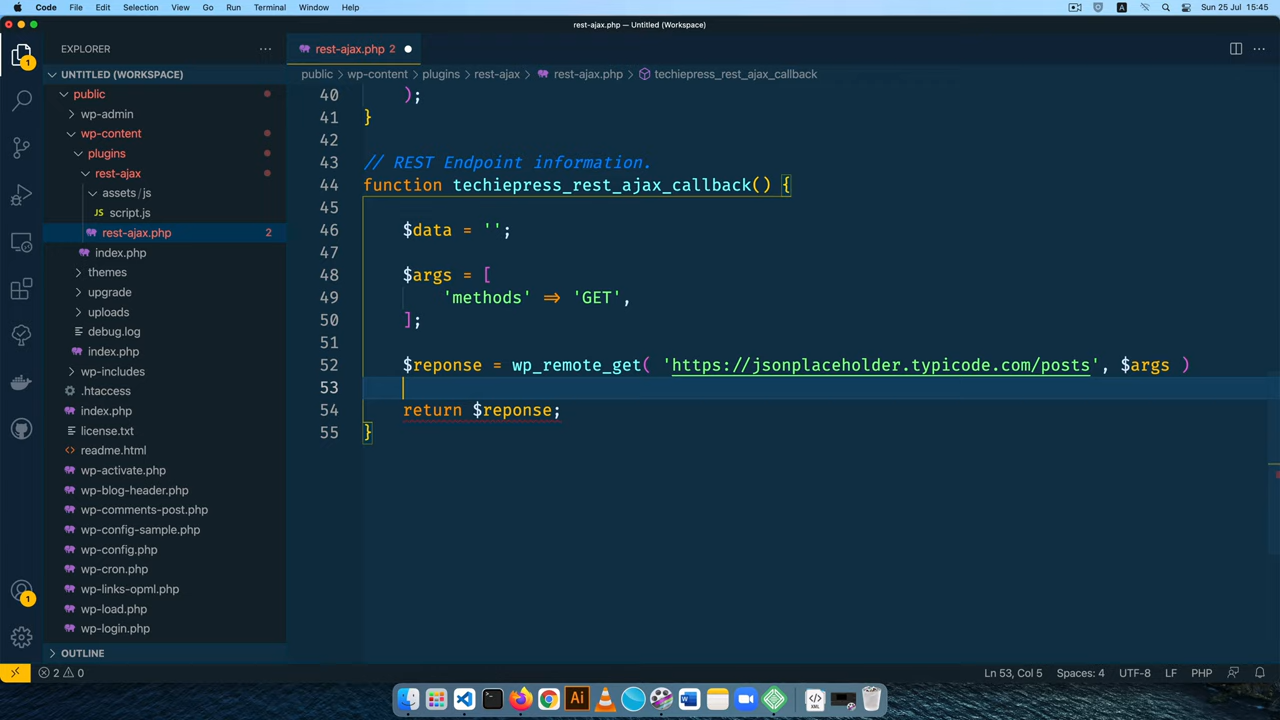 Code File Edit Selection View Go Run Terminal Window Help
A Sun 25 Jul 15:45
rest-ajax.php — Untitled (Workspace)
EXPLORER
UNTITLED (WORKSPACE)
public
wp-admin
wp-content
plugins
rest-ajax
assets/js
JS script.js
rest-ajax.php 2
index.php
themes
upgrade
uploads
debug.log
index.php
wp-includes
.htaccess
index.php
license.txt
readme.html
wp-activate.php
wp-blog-header.php
wp-comments-post.php
wp-config-sample.php
wp-config.php
wp-cron.php
wp-links-opml.php
wp-load.php
wp-login.php
OUTLINE
1
1
rest-ajax.php 2
public > wp-content > plugins > rest-ajax > rest-ajax.php > techiepress_rest_ajax_callback
40 );
41 }
42
43 // REST Endpoint information.
44 function techiepress_rest_ajax_callback() {
45
46 $data = '';
47
48 $args = [
49 'methods' => 'GET',
50 ];
51
52 $reponse = wp_remote_get( 'https://jsonplaceholder.typicode.com/posts', $args )
53
54 return $reponse;
55 }
2 0
Ln 53, Col 5 Spaces: 4 UTF-8 LF PHP
Ai
W
XML